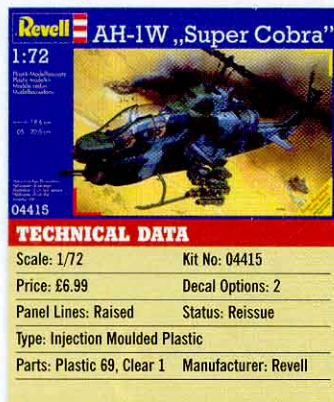 Revell
AH-1W „Super Cobra"
1:72
04415
TECHNICAL DATA
Scale: 1/72 Kit No: 04415
Price: £6.99 Decal Options: 2
Panel Lines: Raised Status: Reissue
Type: Injection Moulded Plastic
Parts: Plastic 69, Clear 1 Manufacturer: Revell